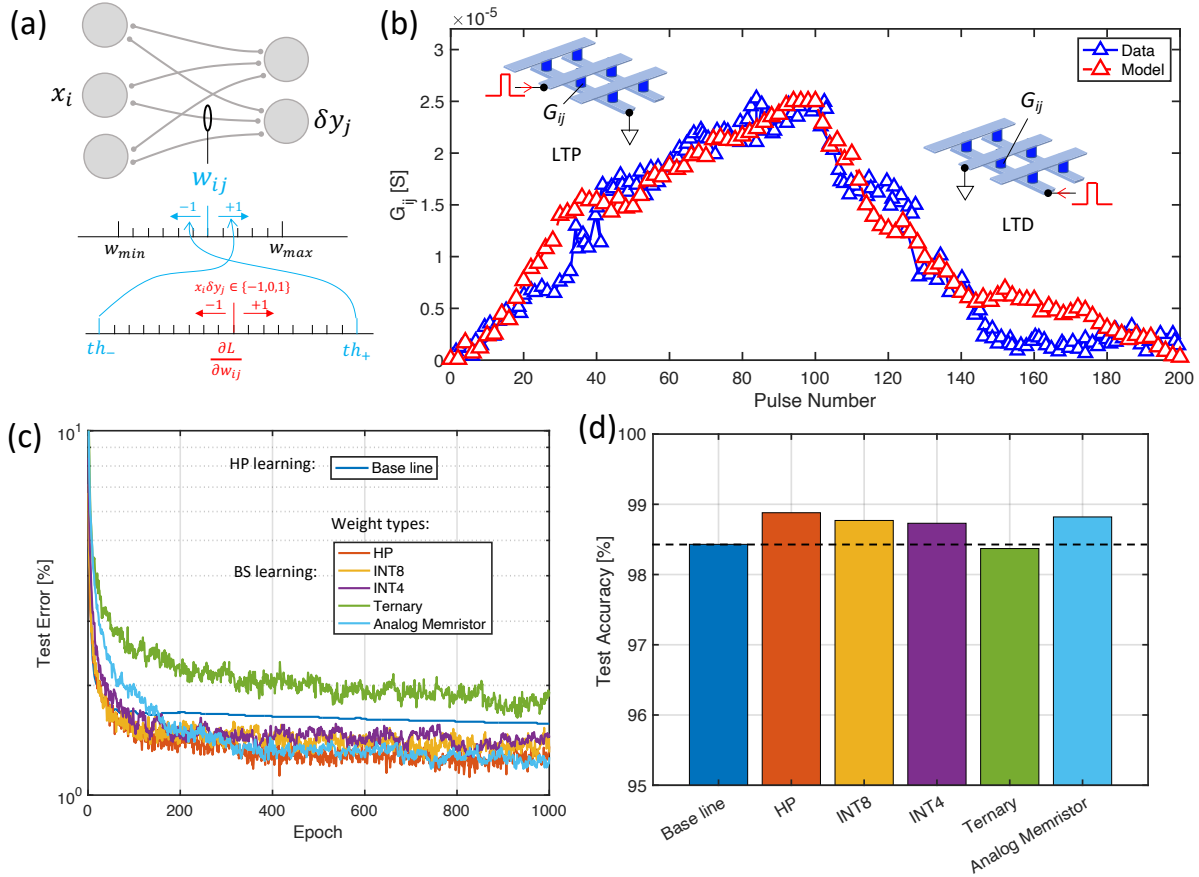 (a)
x_i
δy_j
w_ij
−1 +1
w_min w_max
x_iδy_j ∈ {−1,0,1}
−1 +1
th_− ∂L/∂w_ij th_+
(b)
×10^-5
3
2.5
2
1.5
1
0.5
0
G_ij [S]
0 20 40 60 80 100 120 140 160 180 200
Pulse Number
Data
Model
G_ij
LTP
G_ij
LTD
(c)
10^1
10^0
Test Error [%]
0 200 400 600 800 1000
Epoch
HP learning: Base line
Weight types:
BS learning:
HP
INT8
INT4
Ternary
Analog Memristor
(d)
100
99
98
97
96
95
Test Accuracy [%]
Base line HP INT8 INT4 Ternary Analog Memristor